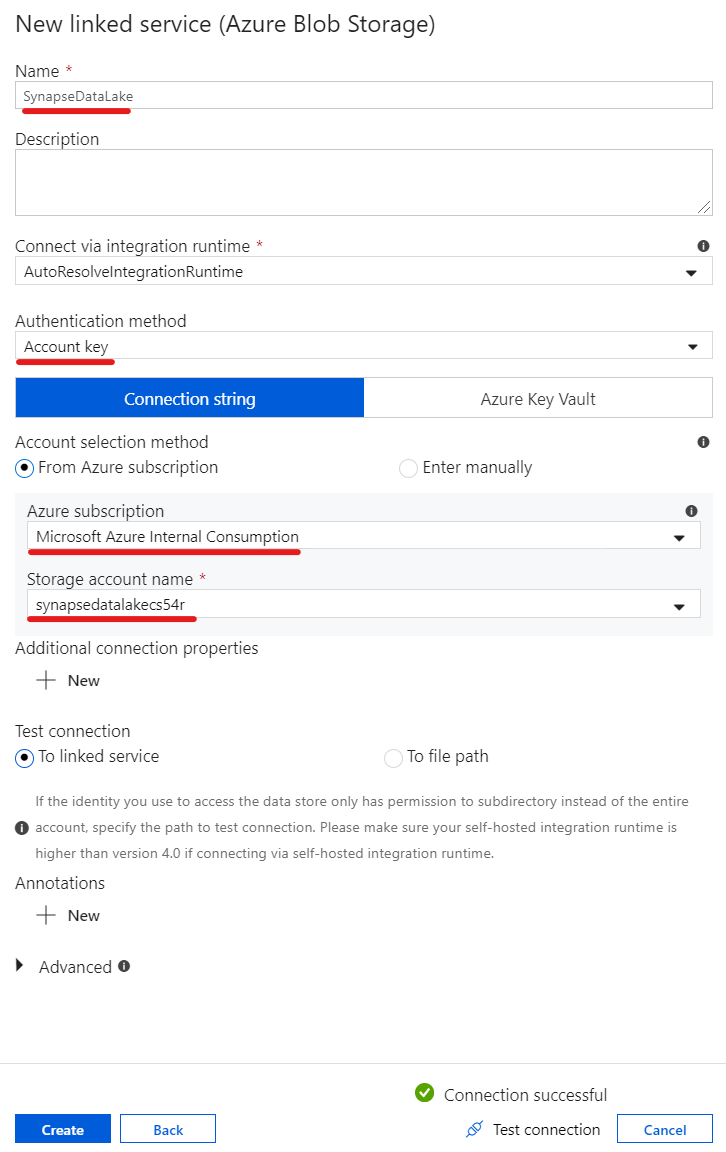 New linked service (Azure Blob Storage)
Name *
SynapseDataLake
Description
Connect via integration runtime *
AutoResolveIntegrationRuntime
Authentication method
Account key
Connection string
Azure Key Vault
Account selection method
From Azure subscription
Enter manually
Azure subscription
Microsoft Azure Internal Consumption
Storage account name *
synapsedatalakecs54r
Additional connection properties
New
Test connection
To linked service
To file path
If the identity you use to access the data store only has permission to subdirectory instead of the entire
account, specify the path to test connection. Please make sure your self-hosted integration runtime is
higher than version 4.0 if connecting via self-hosted integration runtime.
Annotations
New
Advanced
Connection successful
Create
Back
Test connection
Cancel